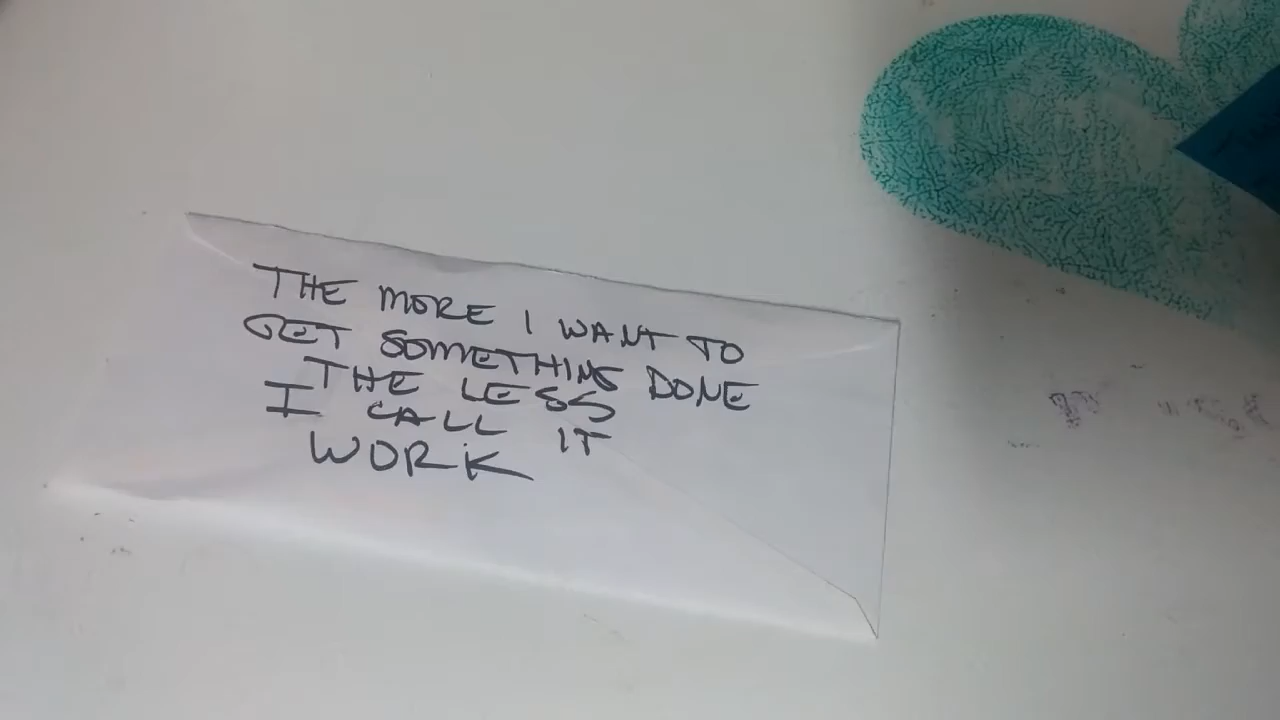 THE MORE I WANT TO
GET SOMETHING DONE
THE LESS
I CALL IT
WORK